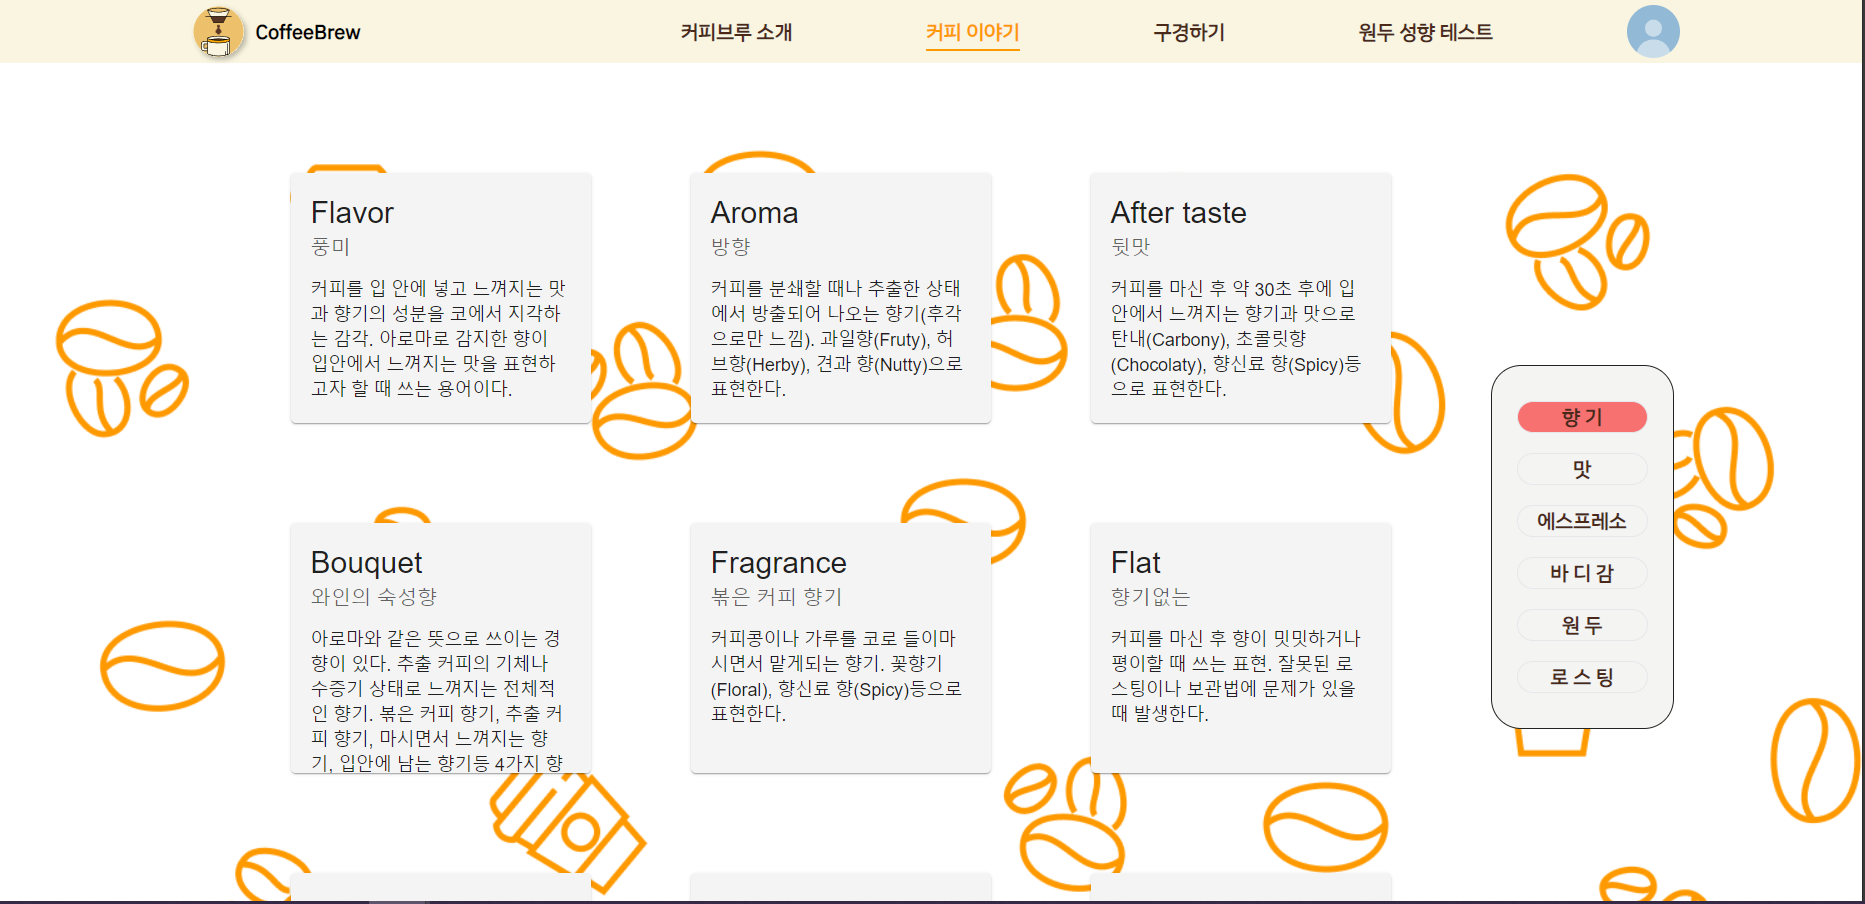 CoffeeBrew
커피브루 소개
커피 이야기
구경하기
원두 성향 테스트
Flavor
풍미
커피를 입 안에 넣고 느껴지는 맛
과 향기의 성분을 코에서 지각하
는 감각. 아로마로 감지한 향이
입안에서 느껴지는 맛을 표현하
고자 할 때 쓰는 용어이다.
Aroma
방향
커피를 분쇄할 때나 추출한 상태
에서 방출되어 나오는 향기(후각
으로만 느낌). 과일향(Fruty), 허
브향(Herby), 견과 향(Nutty)으로
표현한다.
After taste
뒷맛
커피를 마신 후 약 30초 후에 입
안에서 느껴지는 향기과 맛으로
탄내(Carbony), 초콜릿향
(Chocolaty), 향신료 향(Spicy)등
으로 표현한다.
향 기
맛
에스프레소
바 디 감
원 두
로 스 팅
Bouquet
와인의 숙성향
아로마와 같은 뜻으로 쓰이는 경
향이 있다. 추출 커피의 기체나
수증기 상태로 느껴지는 전체적
인 향기. 볶은 커피 향기, 추출 커
피 향기, 마시면서 느껴지는 향
기, 입안에 남는 향기등 4가지 향
Fragrance
볶은 커피 향기
커피콩이나 가루를 코로 들이마
시면서 맡게되는 향기. 꽃향기
(Floral), 향신료 향(Spicy)등으로
표현한다.
Flat
향기없는
커피를 마신 후 향이 밋밋하거나
평이할 때 쓰는 표현. 잘못된 로
스팅이나 보관법에 문제가 있을
때 발생한다.